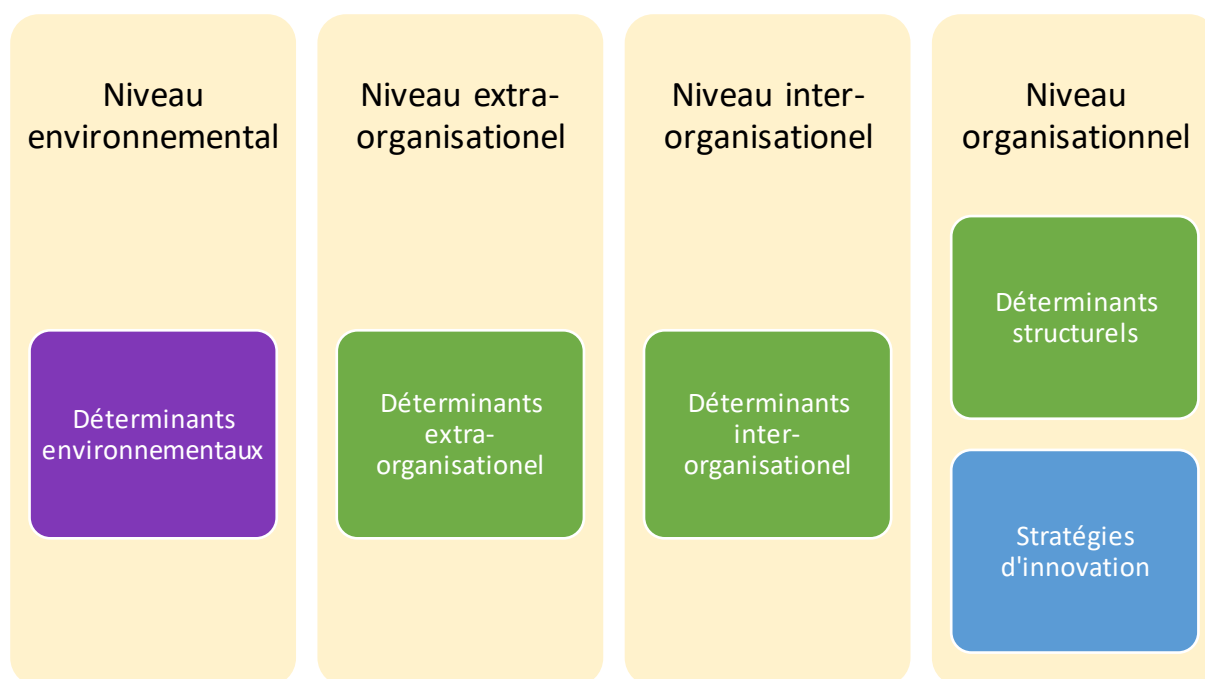 Niveau
environnemental
Déterminants
environnementaux
Niveau extra-
organisationel
Déterminants
extra-
organisationel
Niveau inter-
organisationel
Déterminants
inter-
organisationel
Niveau
organisationnel
Déterminants
structurels
Stratégies
d'innovation